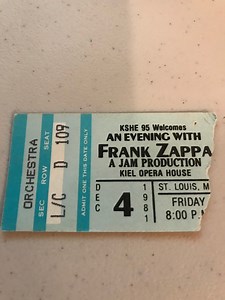 ORCHESTRA
SEC ROW SEAT
L/C D 109
ADMIT ONE THIS DATE ONLY
KSHE 95 Welcomes
AN EVENING WITH
FRANK ZAPPA
A JAM PRODUCTION
KIEL OPERA HOUSE
DEC 4 1981
ST. LOUIS, M
FRIDAY
8:00 P.